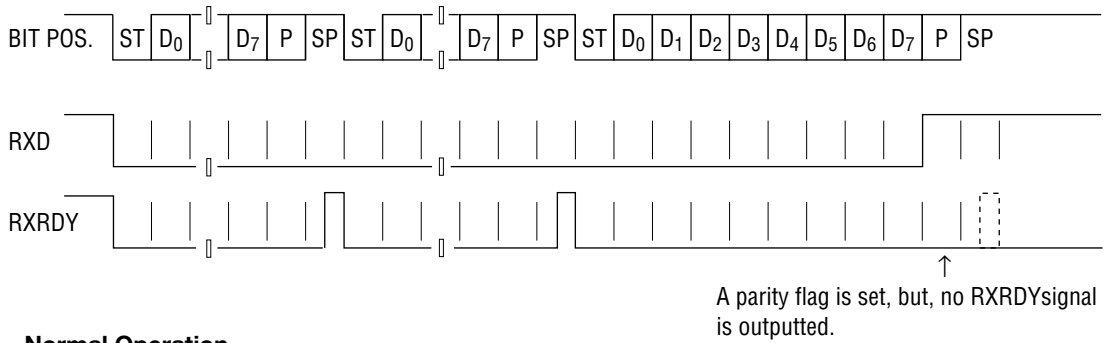 BIT POS. ST D0 D7 P SP ST D0 D7 P SP ST D0 D1 D2 D3 D4 D5 D6 D7 P SP
RXD
RXRDY
A parity flag is set, but, no RXRDYsignal
is outputted.
Normal Operation